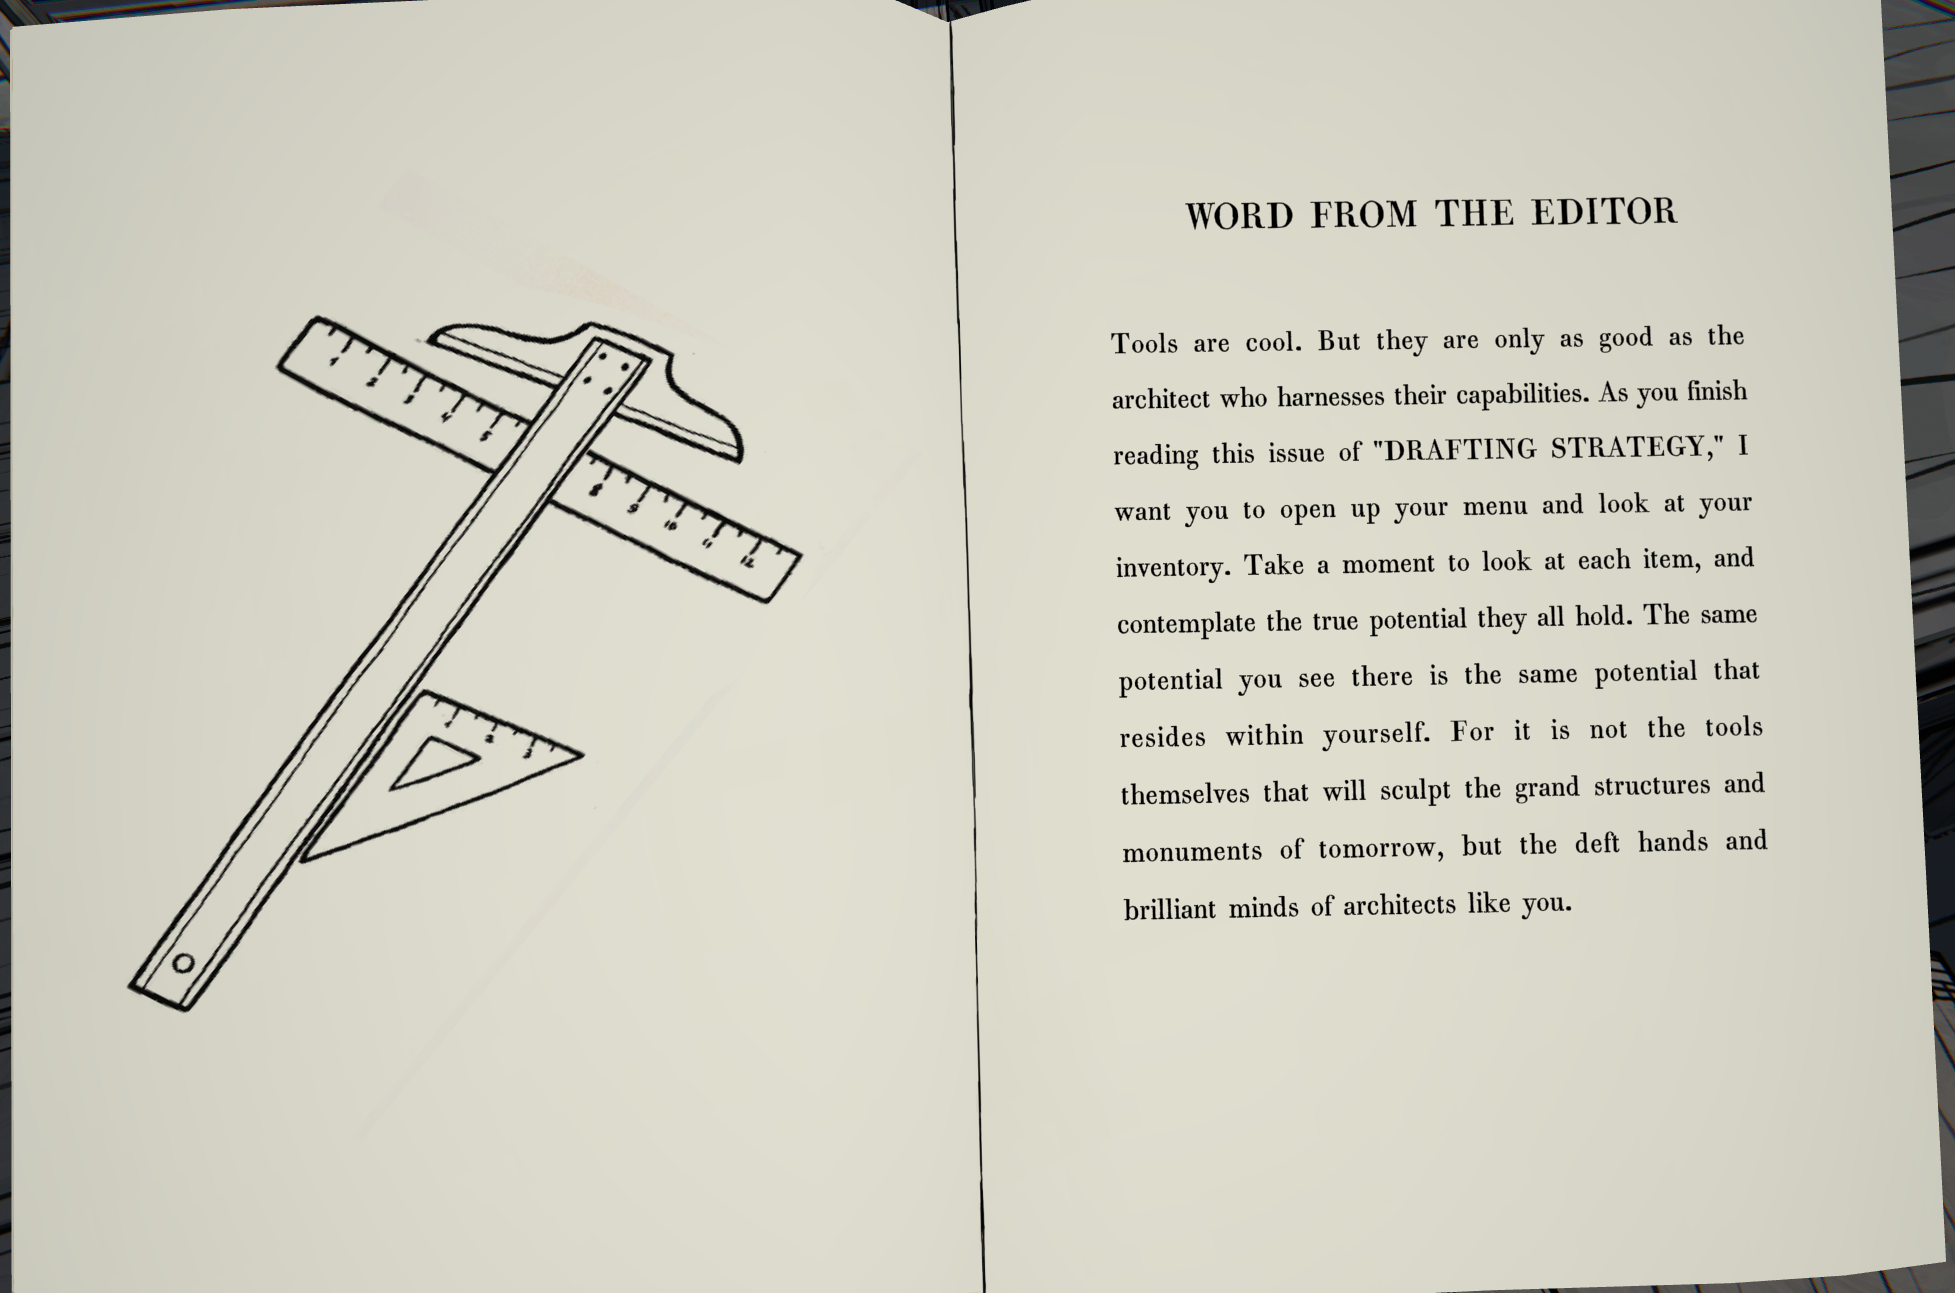 1 2 3 4 5
8 9 10 11 12
1 2 3
WORD FROM THE EDITOR
Tools are cool. But they are only as good as the
architect who harnesses their capabilities. As you finish
reading this issue of "DRAFTING STRATEGY," I
want you to open up your menu and look at your
inventory. Take a moment to look at each item, and
contemplate the true potential they all hold. The same
potential you see there is the same potential that
resides within yourself. For it is not the tools
themselves that will sculpt the grand structures and
monuments of tomorrow, but the deft hands and
brilliant minds of architects like you.